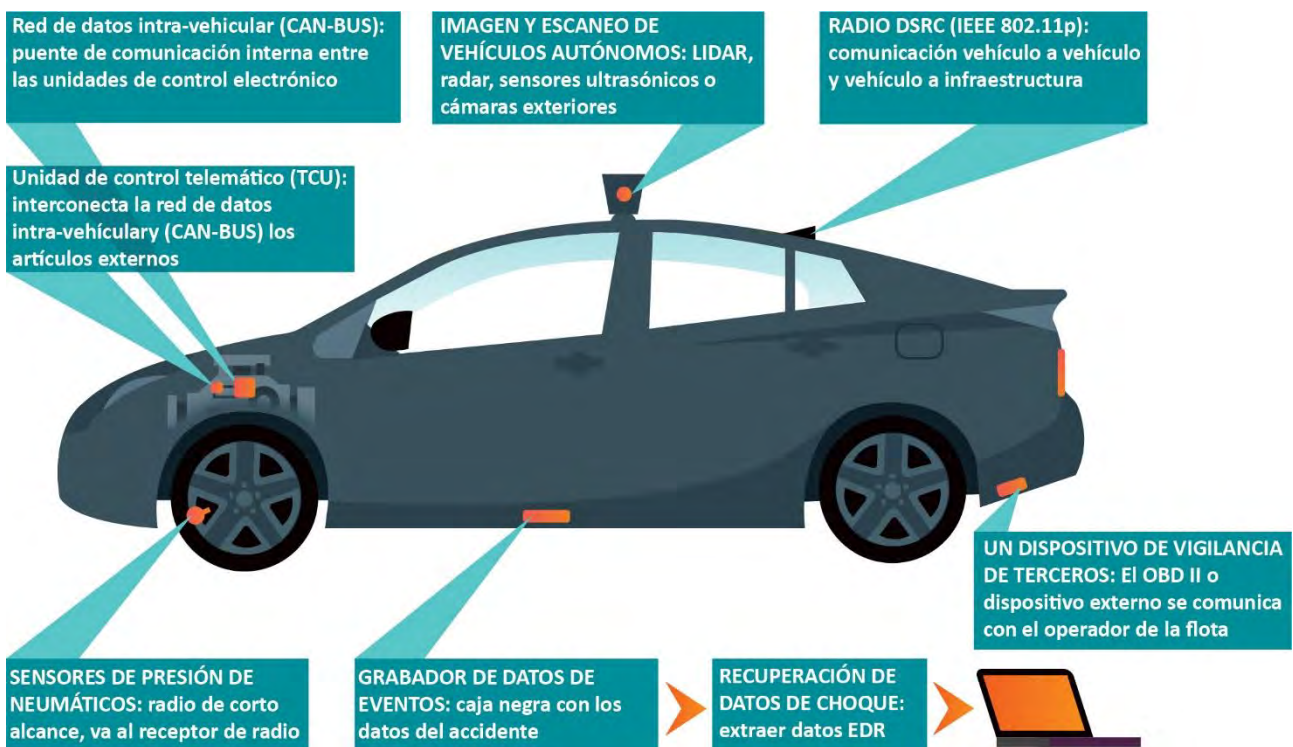 Red de datos intra-vehicular (CAN-BUS):
puente de comunicación interna entre
las unidades de control electrónico
IMAGEN Y ESCANEO DE
VEHÍCULOS AUTÓNOMOS: LIDAR,
radar, sensores ultrasónicos o
cámaras exteriores
RADIO DSRC (IEEE 802.11p):
comunicación vehículo a vehículo
y vehículo a infraestructura
Unidad de control telemático (TCU):
interconecta la red de datos
intra-vehículary (CAN-BUS) los
artículos externos
UN DISPOSITIVO DE VIGILANCIA
DE TERCEROS: El OBD II o
dispositivo externo se comunica
con el operador de la flota
SENSORES DE PRESIÓN DE
NEUMÁTICOS: radio de corto
alcance, va al receptor de radio
GRABADOR DE DATOS DE
EVENTOS: caja negra con los
datos del accidente
RECUPERACIÓN DE
DATOS DE CHOQUE:
extraer datos EDR